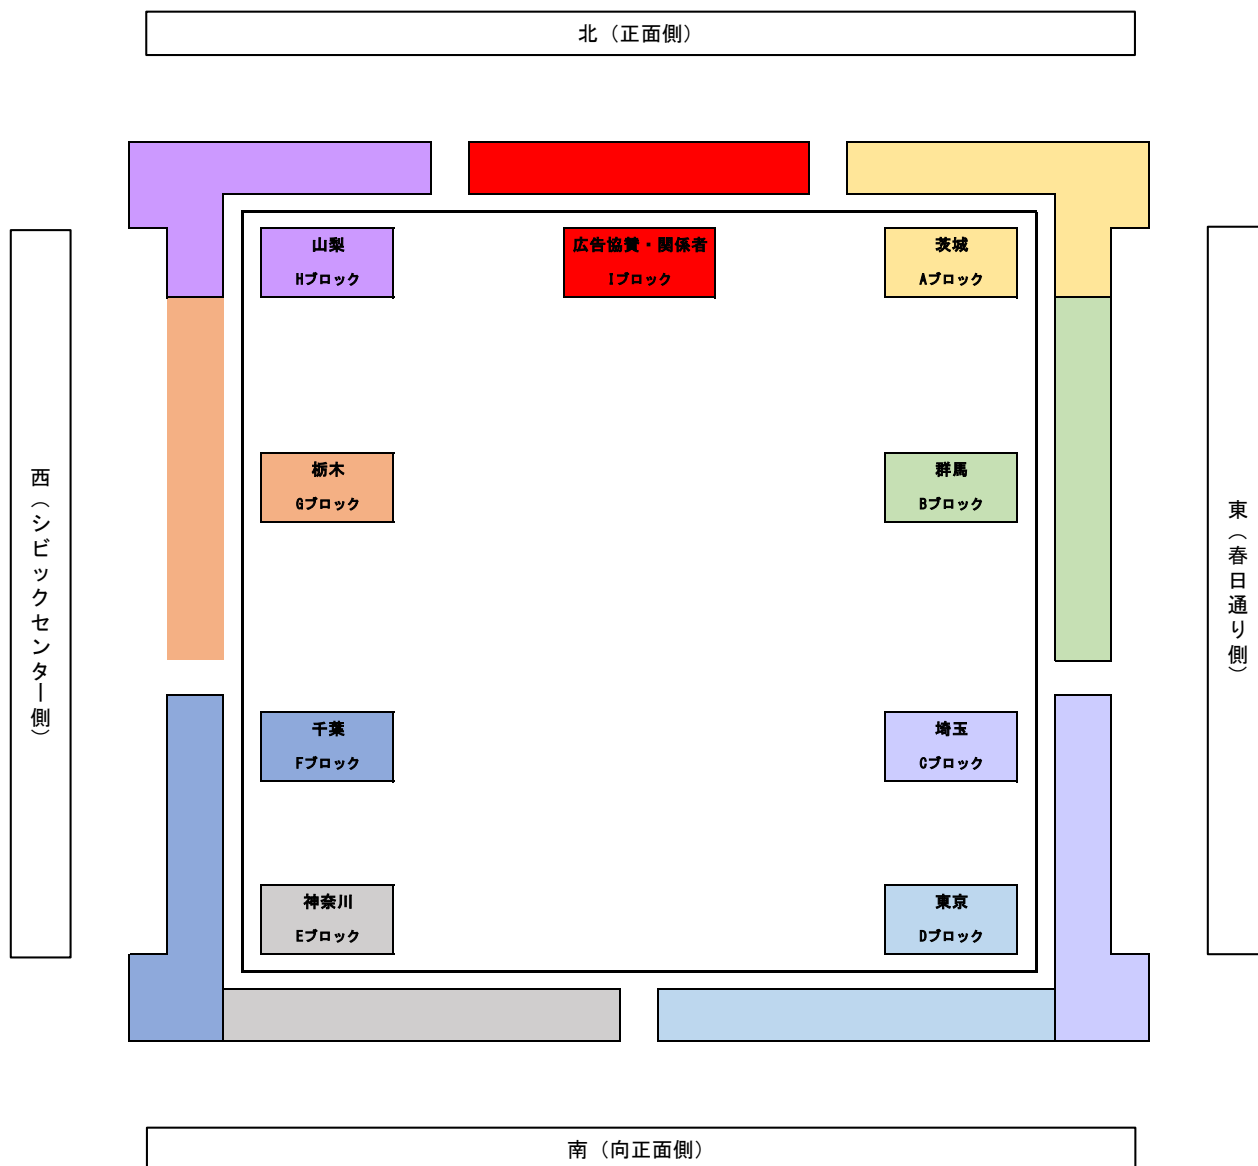 北（正面側）
山梨
Hブロック
広告協賛・関係者
Iブロック
茨城
Aブロック
西（シビックセンター側）
栃木
Gブロック
群馬
Bブロック
東（春日通り側）
千葉
Fブロック
埼玉
Cブロック
神奈川
Eブロック
東京
Dブロック
南（向正面側）